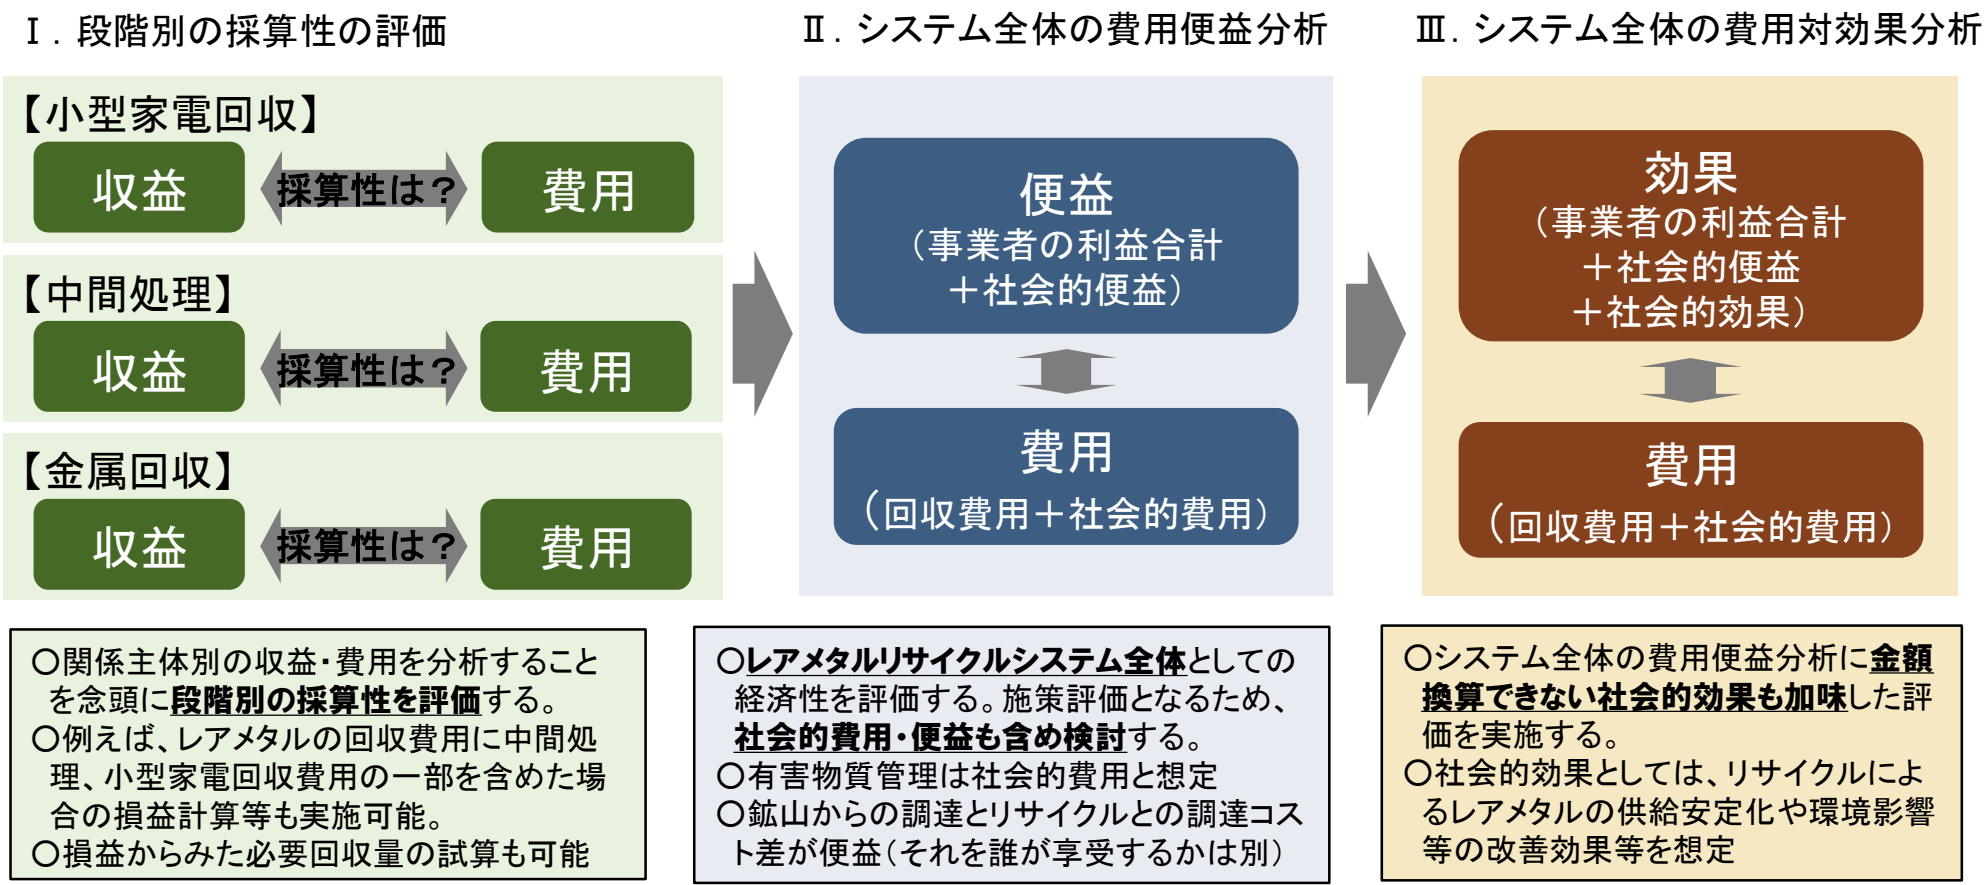 Ⅰ．段階別の採算性の評価
【小型家電回収】
収益
採算性は？
費用
【中間処理】
収益
採算性は？
費用
【金属回収】
収益
採算性は？
費用
○関係主体別の収益・費用を分析すること
を念頭に段階別の採算性を評価する。
○例えば、レアメタルの回収費用に中間処
理、小型家電回収費用の一部を含めた場
合の損益計算等も実施可能。
○損益からみた必要回収量の試算も可能
Ⅱ．システム全体の費用便益分析
便益
（事業者の利益合計
＋社会的便益）
費用
（回収費用＋社会的費用）
○レアメタルリサイクルシステム全体としての
経済性を評価する。施策評価となるため、
社会的費用・便益も含め検討する。
○有害物質管理は社会的費用と想定
○鉱山からの調達とリサイクルとの調達コス
ト差が便益（それを誰が享受するかは別）
Ⅲ．システム全体の費用対効果分析
効果
（事業者の利益合計
＋社会的便益
＋社会的効果）
費用
（回収費用＋社会的費用）
○システム全体の費用便益分析に金額
換算できない社会的効果も加味した評
価を実施する。
○社会的効果としては、リサイクルによ
るレアメタルの供給安定化や環境影響
等の改善効果等を想定